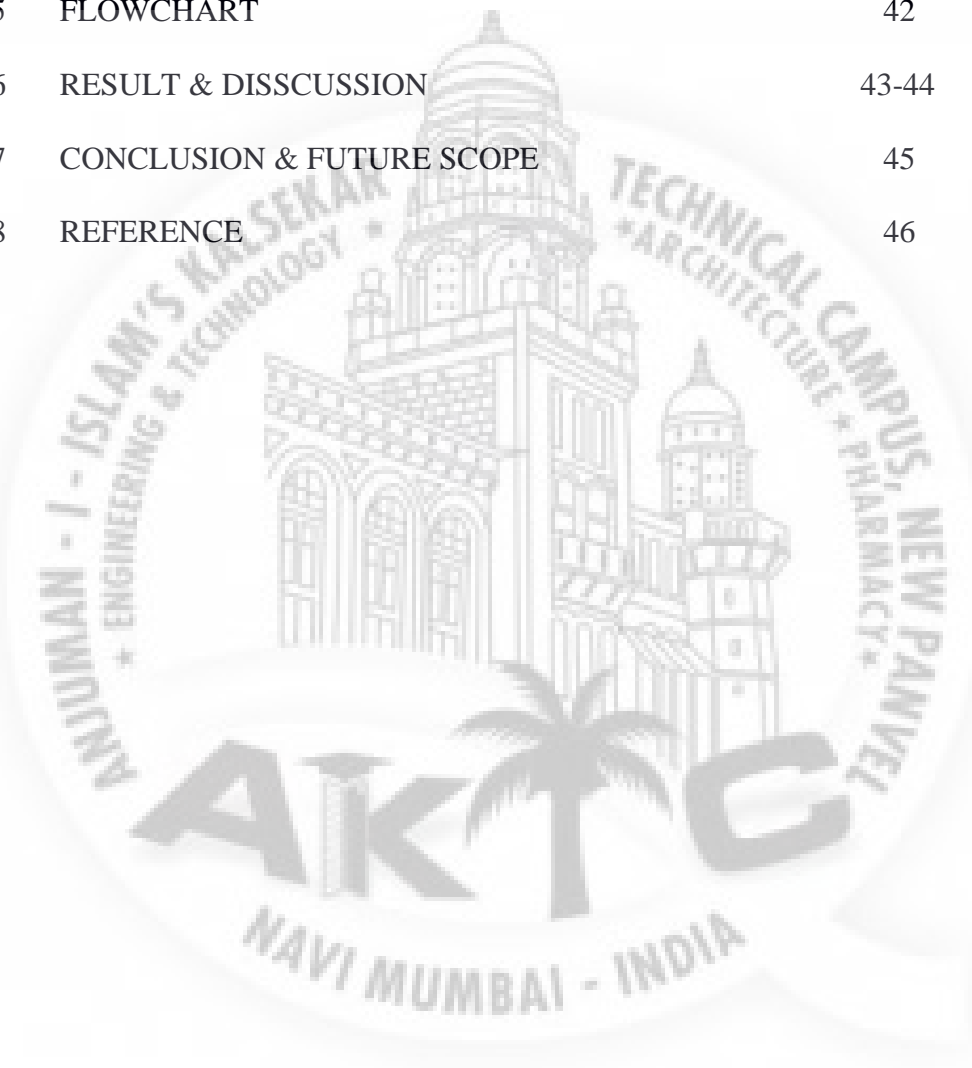 5 FLOWCHART 42
6 RESULT & DISSCUSSION 43-44
7 CONCLUSION & FUTURE SCOPE 45
8 REFERENCE 46
ANJUMAN - I - ISLAM'S KALSEKAR TECHNICAL CAMPUS, NEW PANVEL
* ENGINEERING & TECHNOLOGY * *ARCHITECTURE * PHARMACY*
AKTC
NAVI MUMBAI - INDIA